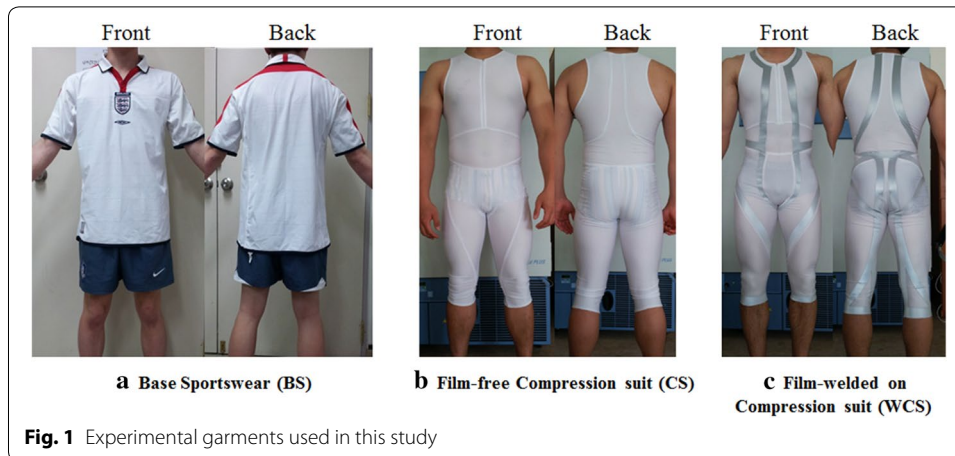 Front Back
Front Back
Front Back
a Base Sportswear (BS)
b Film-free Compression suit (CS)
c Film-welded on
Compression suit (WCS)
Fig. 1 Experimental garments used in this study